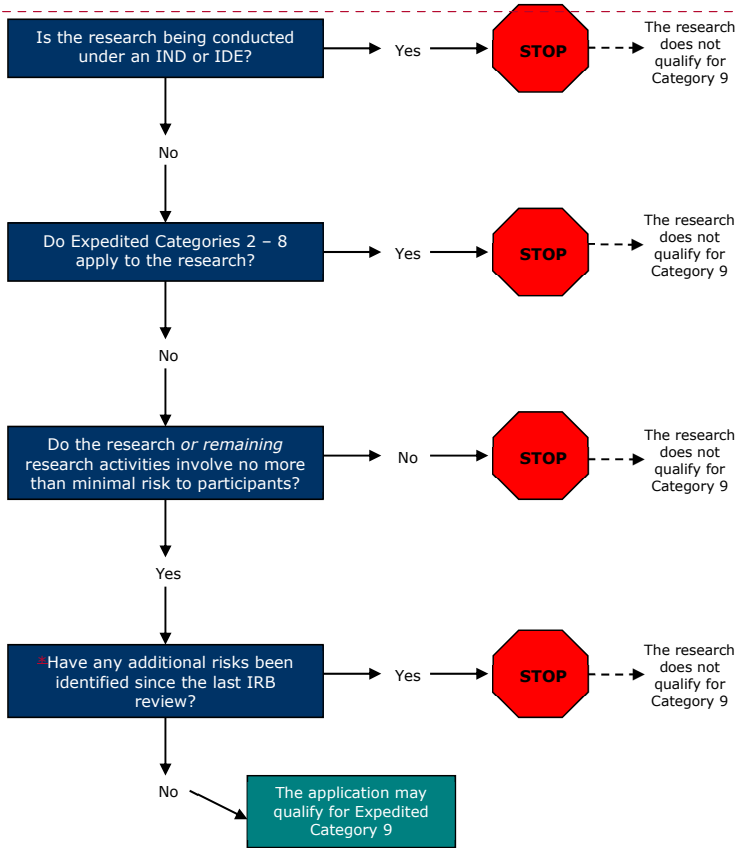 Is the research being conducted
under an IND or IDE?
Yes
STOP
The research
does not
qualify for
Category 9
No
Do Expedited Categories 2 – 8
apply to the research?
Yes
STOP
The research
does not
qualify for
Category 9
No
Do the research or remaining
research activities involve no more
than minimal risk to participants?
No
STOP
The research
does not
qualify for
Category 9
Yes
*Have any additional risks been
identified since the last IRB
review?
Yes
STOP
The research
does not
qualify for
Category 9
No
The application may
qualify for Expedited
Category 9